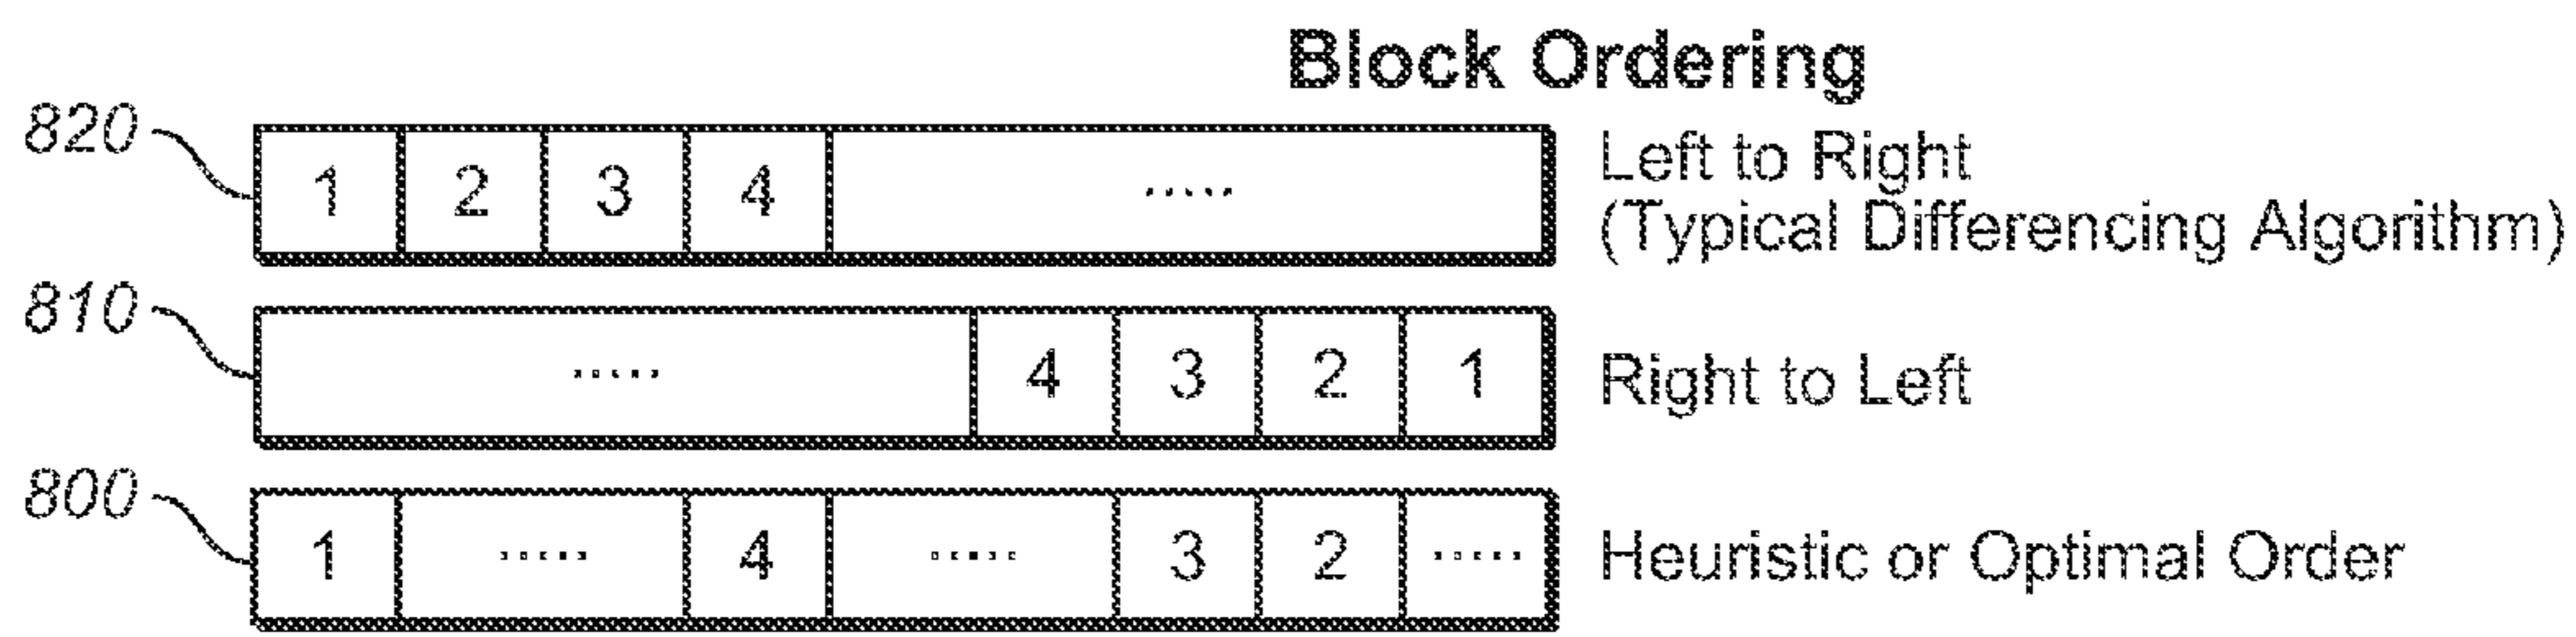 Block Ordering
820 1 2 3 4 ..... Left to Right
(Typical Differencing Algorithm)
810 ..... 4 3 2 1 Right to Left
800 1 ..... 4 ..... 3 2 ..... Heuristic or Optimal Order